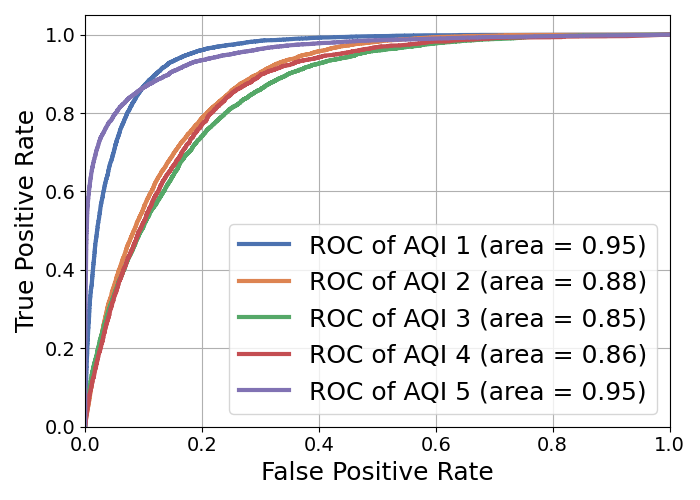 True Positive Rate
1.0
0.8
0.6
0.4
0.2
0.0
ROC of AQI 1 (area = 0.95)
ROC of AQI 2 (area = 0.88)
ROC of AQI 3 (area = 0.85)
ROC of AQI 4 (area = 0.86)
ROC of AQI 5 (area = 0.95)
0.0 0.2 0.4 0.6 0.8 1.0
False Positive Rate